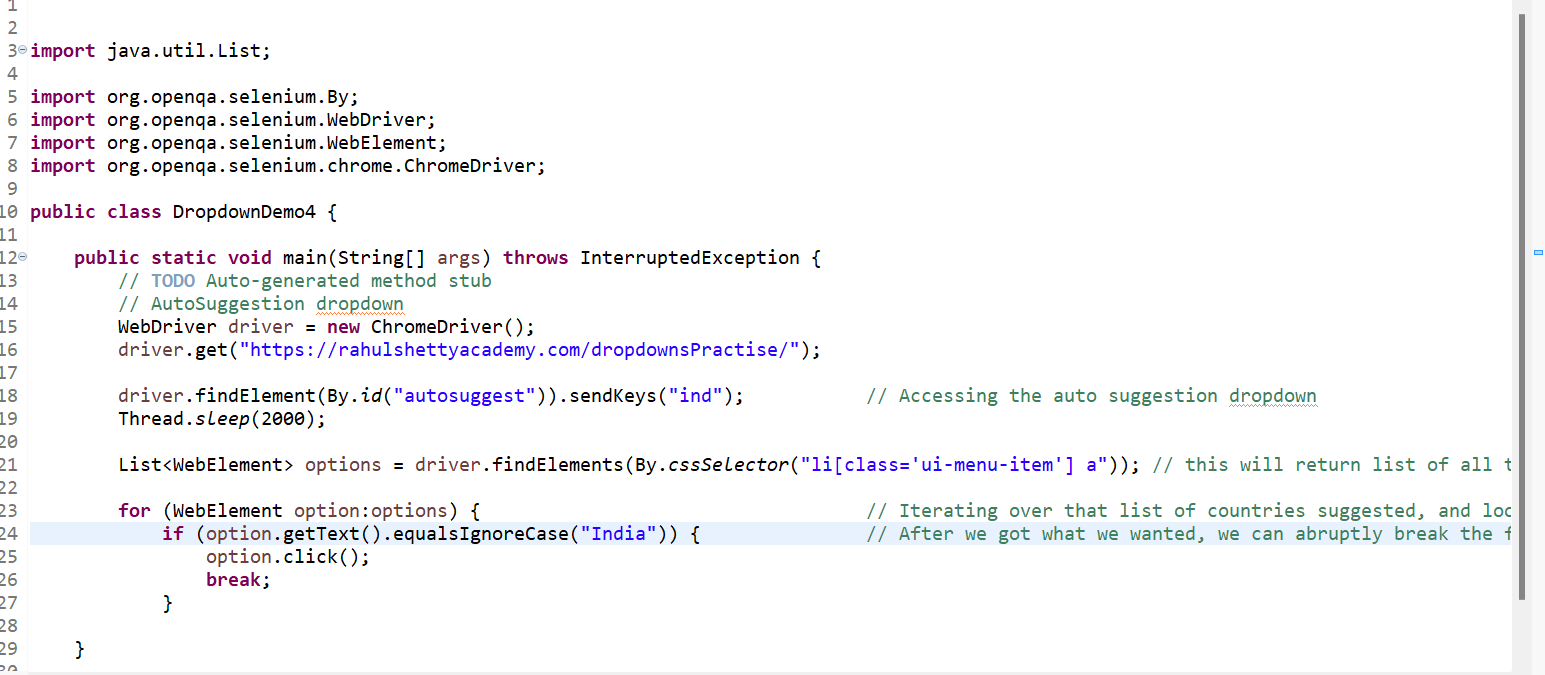 1
2
3 import java.util.List;
4
5 import org.openqa.selenium.By;
6 import org.openqa.selenium.WebDriver;
7 import org.openqa.selenium.WebElement;
8 import org.openqa.selenium.chrome.ChromeDriver;
9
10 public class DropdownDemo4 {
11
12 public static void main(String[] args) throws InterruptedException {
13 // TODO Auto-generated method stub
14 // AutoSuggestion dropdown
15 WebDriver driver = new ChromeDriver();
16 driver.get("https://rahulshettyacademy.com/dropdownsPractise/");
17
18 driver.findElement(By.id("autosuggest")).sendKeys("ind"); // Accessing the auto suggestion dropdown
19 Thread.sleep(2000);
20
21 List<WebElement> options = driver.findElements(By.cssSelector("li[class='ui-menu-item'] a")); // this will return list of all
22
23 for (WebElement option:options) { // Iterating over that list of countries suggested, and
24 if (option.getText().equalsIgnoreCase("India")) { // After we got what we wanted, we can abruptly break the
25 option.click();
26 break;
27 }
28
29 }